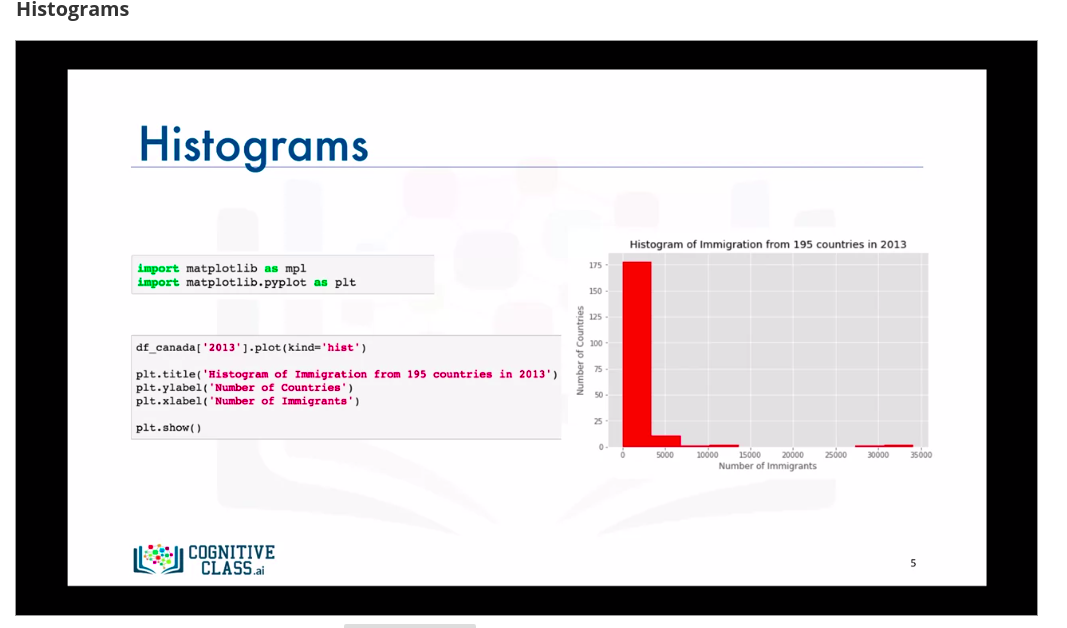 Histograms
Histograms
import matplotlib as mpl
import matplotlib.pyplot as plt
df_canada['2013'].plot(kind='hist')
plt.title('Histogram of Immigration from 195 countries in 2013')
plt.ylabel('Number of Countries')
plt.xlabel('Number of Immigrants')
plt.show()
Histogram of Immigration from 195 countries in 2013
Number of Countries
175
150
125
100
75
50
25
0
0 5000 10000 15000 20000 25000 30000 35000
Number of Immigrants
COGNITIVE
CLASS.ai
5